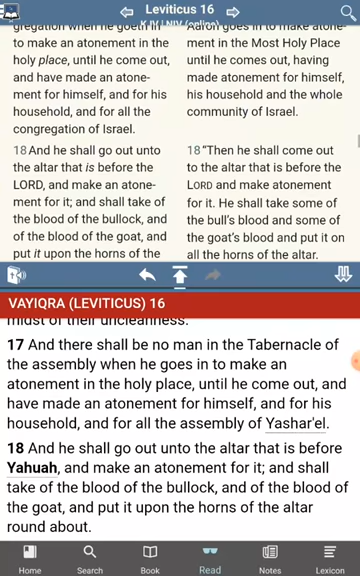 Leviticus 16
KJV | NIV (online)
gregation when he goeth in
to make an atonement in the
holy place, until he come out,
and have made an atone-
ment for himself, and for his
household, and for all the
congregation of Israel.
18 And he shall go out unto
the altar that is before the
LORD, and make an atone-
ment for it; and shall take of
the blood of the bullock, and
of the blood of the goat, and
put it upon the horns of the
Aaron goes in to make atone-
ment in the Most Holy Place
until he comes out, having
made atonement for himself,
his household and the whole
community of Israel.
18 “Then he shall come out
to the altar that is before the
LORD and make atonement
for it. He shall take some of
the bull’s blood and some of
the goat’s blood and put it on
all the horns of the altar.
VAYIQRA (LEVITICUS) 16
midst of their uncleanness.
17 And there shall be no man in the Tabernacle of
the assembly when he goes in to make an
atonement in the holy place, until he come out, and
have made an atonement for himself, and for his
household, and for all the assembly of Yashar'el.
18 And he shall go out unto the altar that is before
Yahuah, and make an atonement for it; and shall
take of the blood of the bullock, and of the blood of
the goat, and put it upon the horns of the altar
round about.
Home
Search
Book
Read
Notes
Lexicon